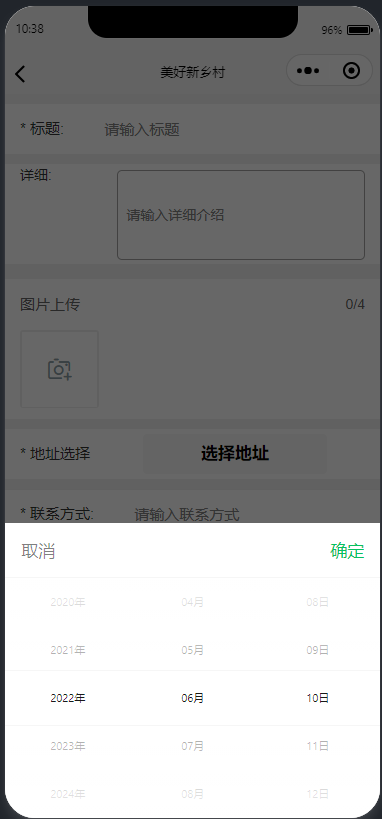 10:38 96%
美好新乡村
* 标题: 请输入标题
详细:
请输入详细介绍
图片上传 0/4
* 地址选择 选择地址
* 联系方式: 请输入联系方式
取消 确定
2020年 04月 08日
2021年 05月 09日
2022年 06月 10日
2023年 07月 11日
2024年 08月 12日